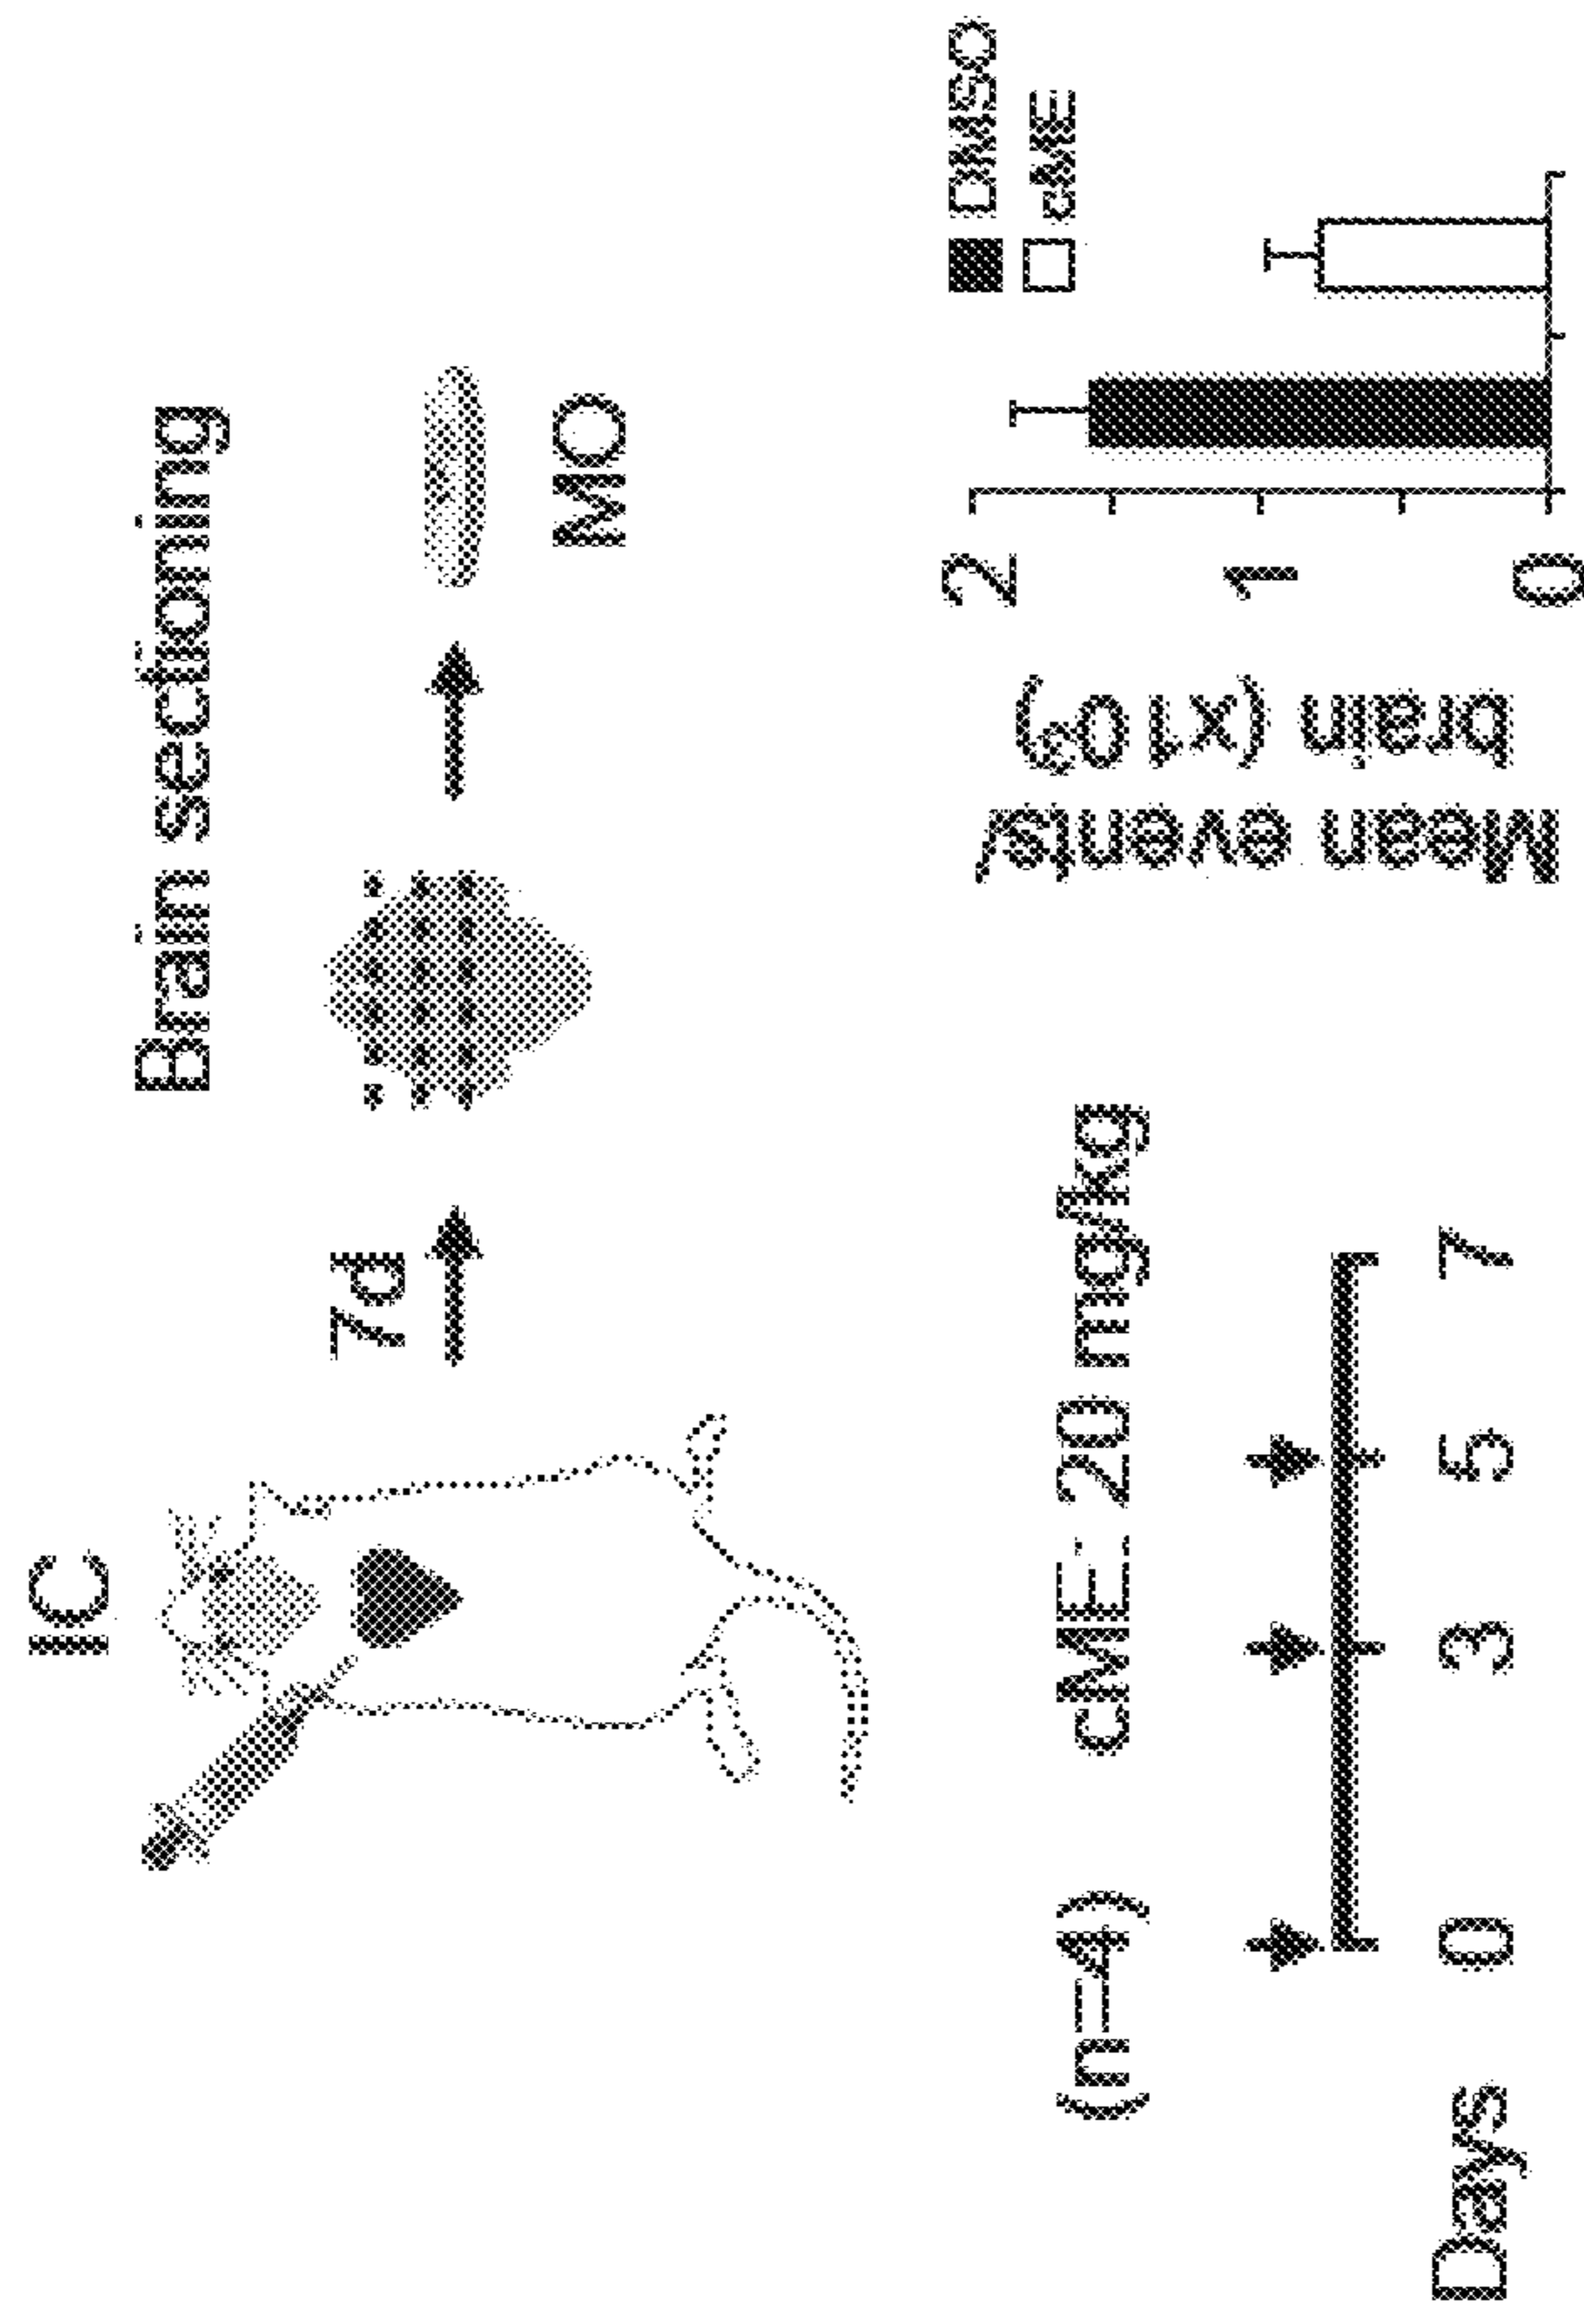 IC
7d
Brain sectioning
MO
(n=4) cME 20 mg/kg
Days 0 3 5 7
Mean events/
brain (x10³)
2
1
0
DMSO
cME